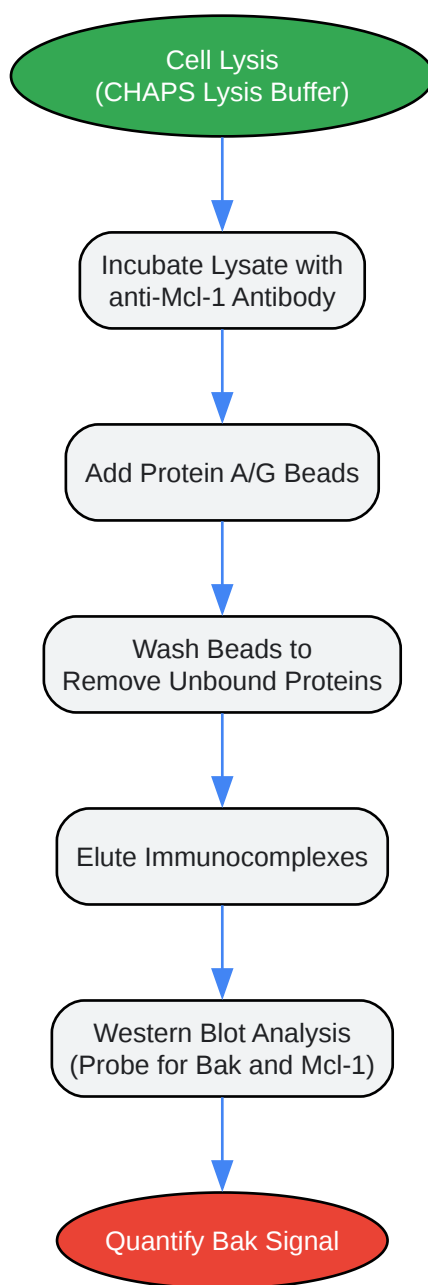 Cell Lysis
(CHAPS Lysis Buffer)
Incubate Lysate with
anti-Mcl-1 Antibody
Add Protein A/G Beads
Wash Beads to
Remove Unbound Proteins
Elute Immunocomplexes
Western Blot Analysis
(Probe for Bak and Mcl-1)
Quantify Bak Signal